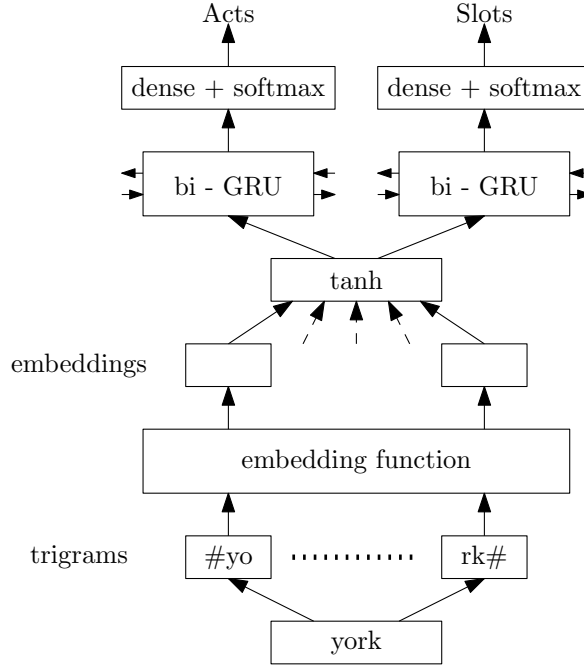 Acts Slots
dense + softmax dense + softmax
bi - GRU bi - GRU
tanh
embeddings
embedding function
trigrams #yo rk#
york